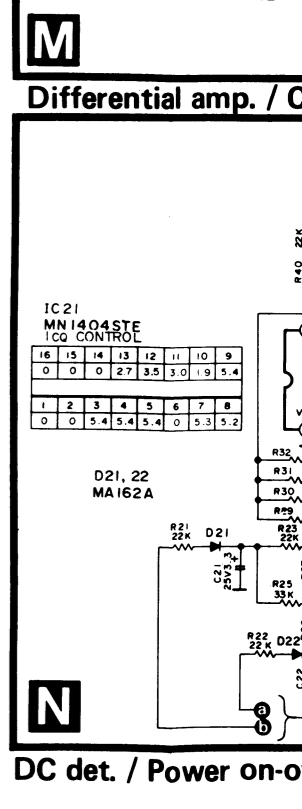 M
Differential amp. / C
R40 22K
IC21
MN1404STE
ICQ CONTROL
16 15 14 13 12 11 10 9
0 0 0 2.7 3.5 3.0 1.9 5.4
1 2 3 4 5 6 7 8
0 0 5.4 5.4 5.4 0 5.3 5.2
D21, 22
MA162A
R32
R31
R30
R29
R21
22K
D21
C21
25V3.3
+
R23
22K
R25
33K
R22
22K
D22
C22
a
b
N
DC det. / Power on-o